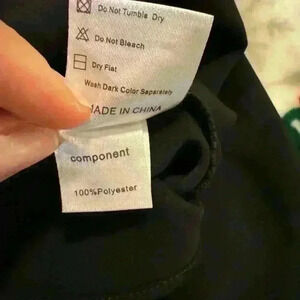 Do Not Tumble Dry
Do Not Bleach
Dry Flat
Wash Dark Color Separately
MADE IN CHINA
component
100%Polyester